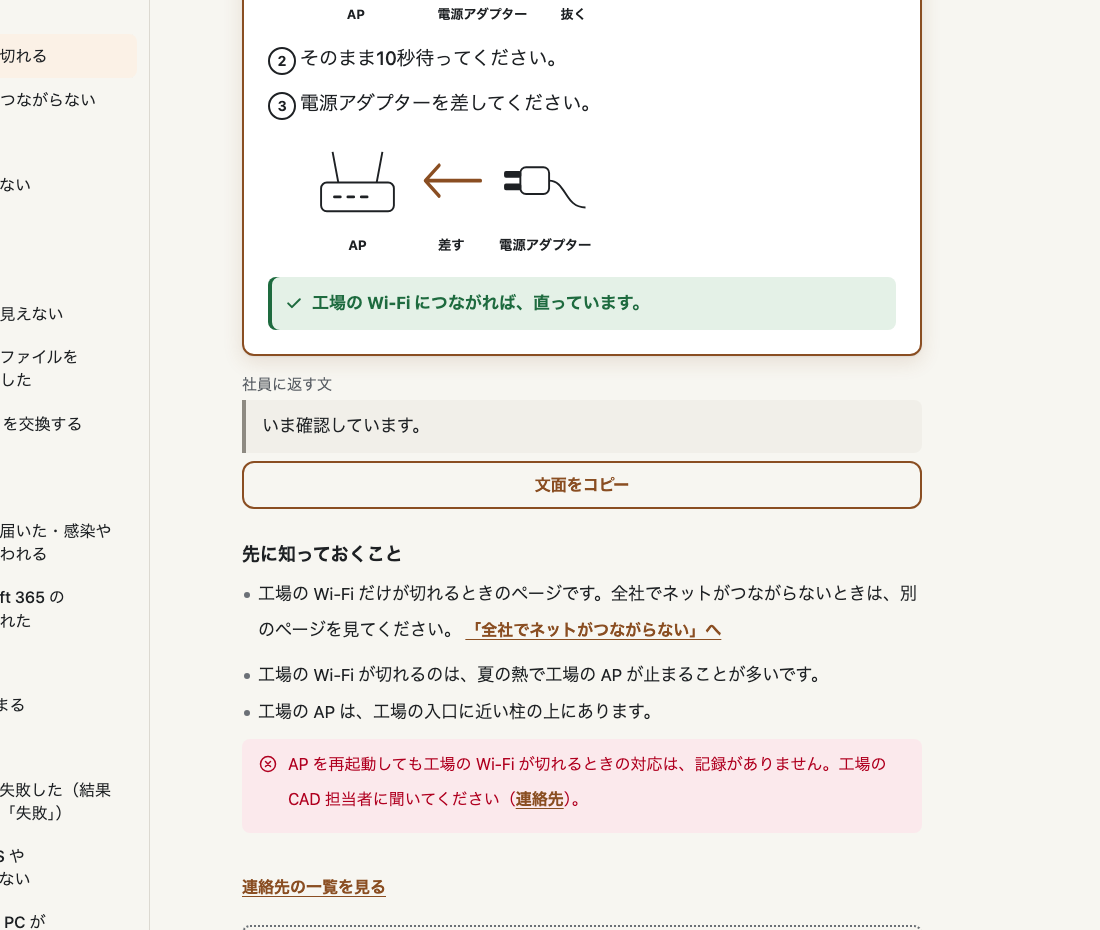 切れる
つながらない
ない
見えない
ファイルを
した
を交換する
届いた・感染や
われる
ft 365 の
れた
まる
失敗した（結果
「失敗」）
S や
ない
PC が
AP 電源アダプター 抜く
2 そのまま10秒待ってください。
3 電源アダプターを差してください。
AP 差す 電源アダプター
工場の Wi-Fi につながれば、直っています。
社員に返す文
いま確認しています。
文面をコピー
先に知っておくこと
工場の Wi-Fi だけが切れるときのページです。全社でネットがつながらないときは、別
のページを見てください。 「全社でネットがつながらない」へ
工場の Wi-Fi が切れるのは、夏の熱で工場の AP が止まることが多いです。
工場の AP は、工場の入口に近い柱の上にあります。
AP を再起動しても工場の Wi-Fi が切れるときの対応は、記録がありません。工場の
CAD 担当者に聞いてください（連絡先）。
連絡先の一覧を見る